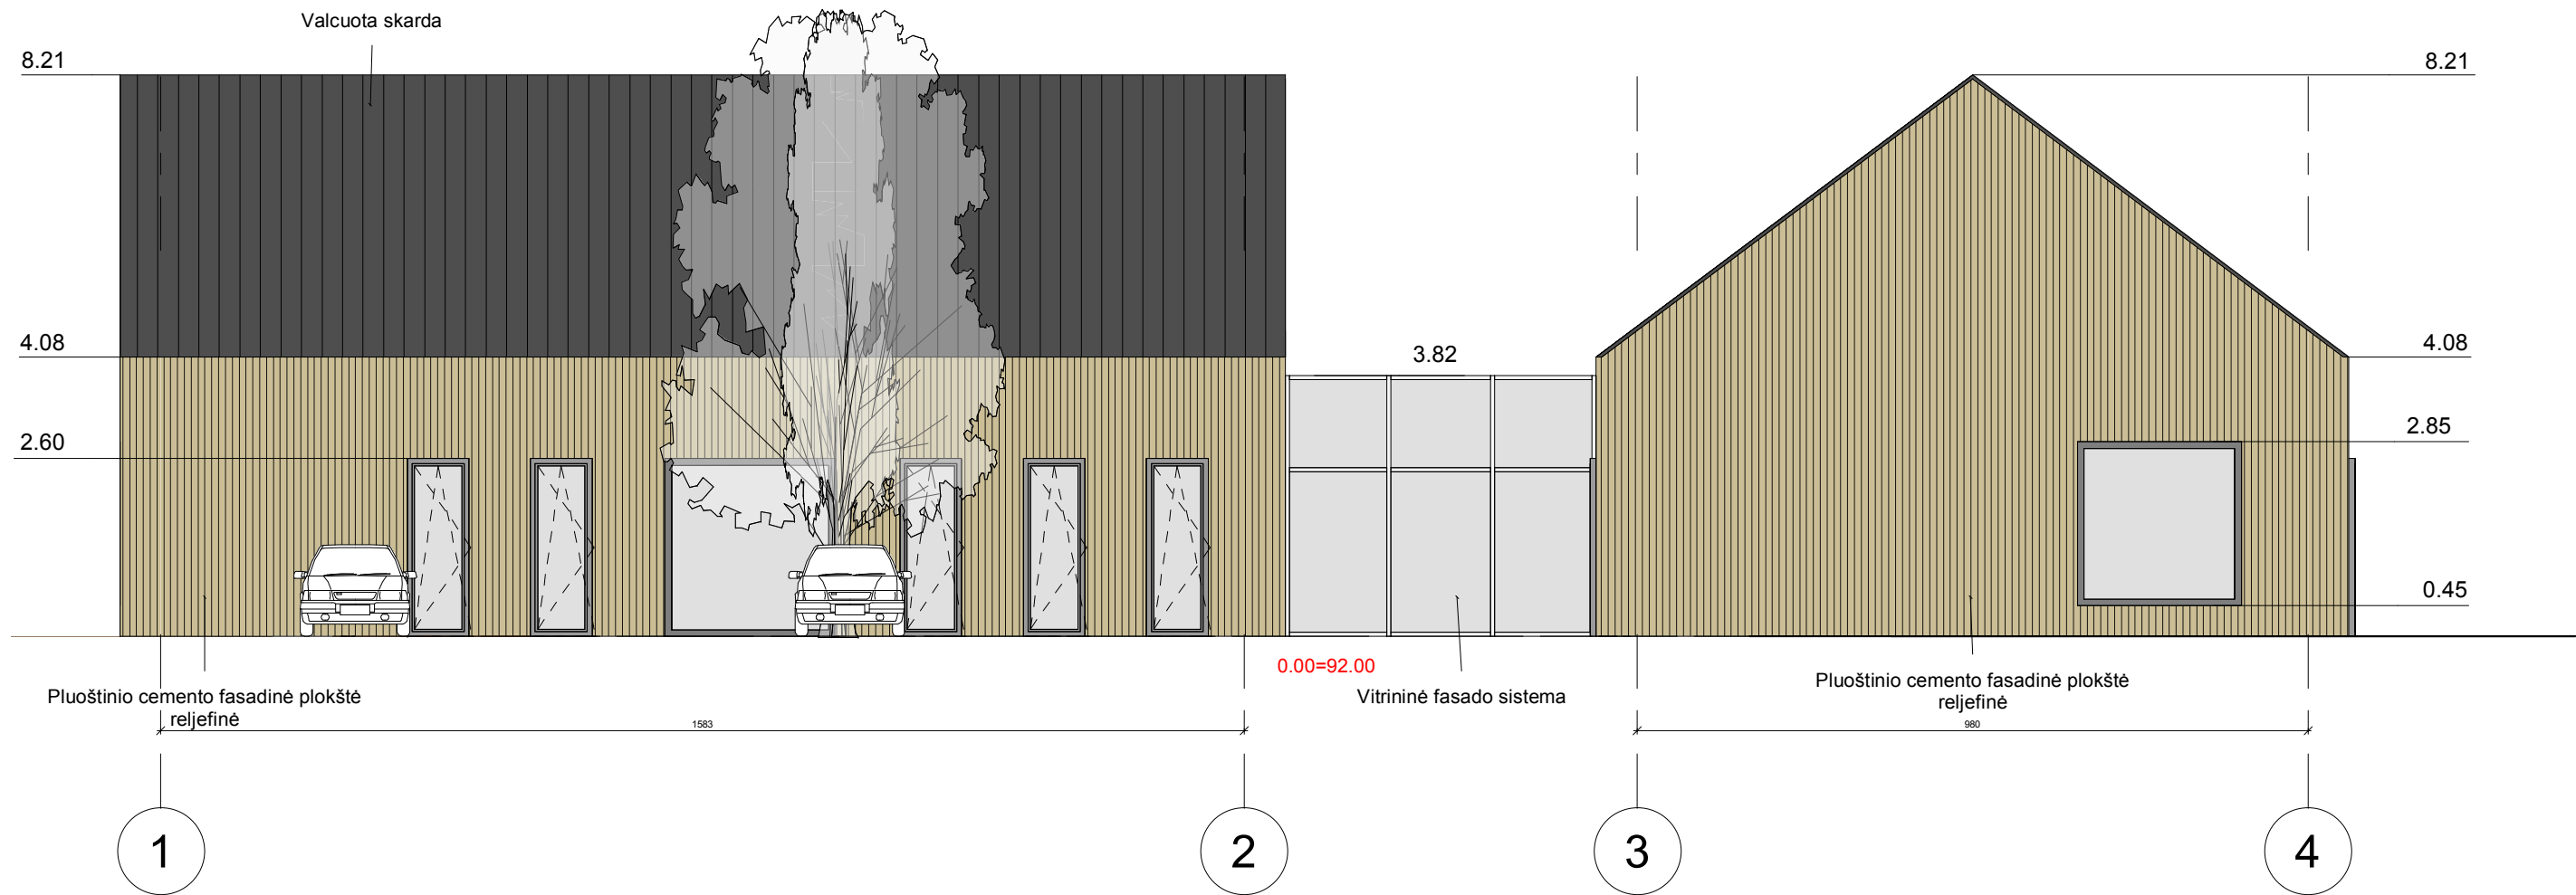 Valcuota skarda
8.21
8.21
4.08
3.82
4.08
2.60
2.85
0.45
0.00=92.00
Pluoštinio cemento fasadinė plokštė
reljefinė
Vitrininė fasado sistema
Pluoštinio cemento fasadinė plokštė
reljefinė
1583
980
1
2
3
4